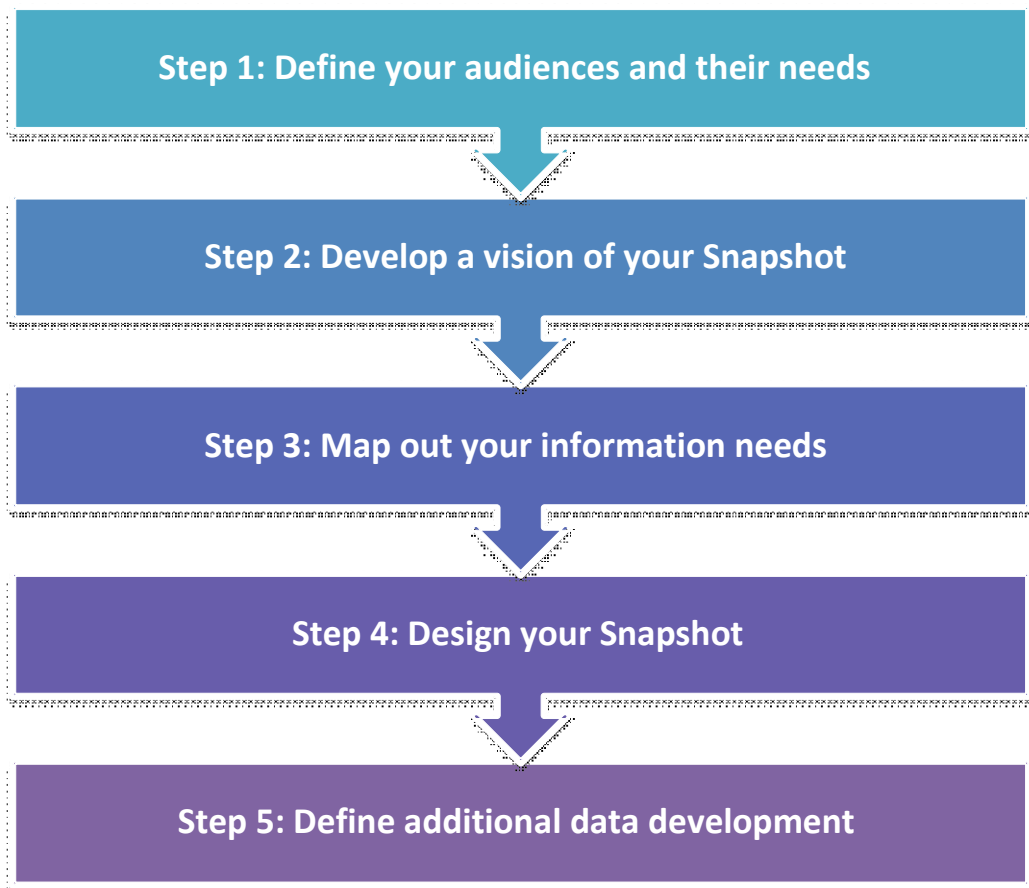 Step 1: Define your audiences and their needs
Step 2: Develop a vision of your Snapshot
Step 3: Map out your information needs
Step 4: Design your Snapshot
Step 5: Define additional data development